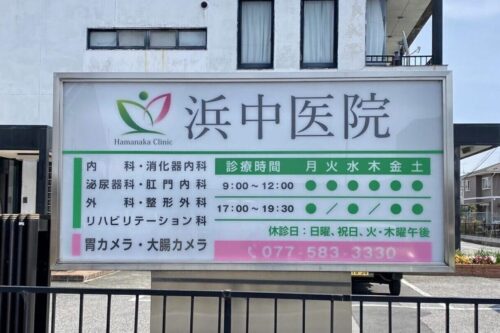 浜中医院
Hamanaka Clinic
内 科・消化器内科
泌尿器科・肛門内科
外 科・整形外科
リハビリテーション科
胃カメラ・大腸カメラ
診療時間 月 火 水 木 金 土
9:00〜12:00 ● ● ● ● ● ●
17:00〜19:30 ● / ● / ● ●
休診日:日曜、祝日、火・木曜午後
077-583-3330